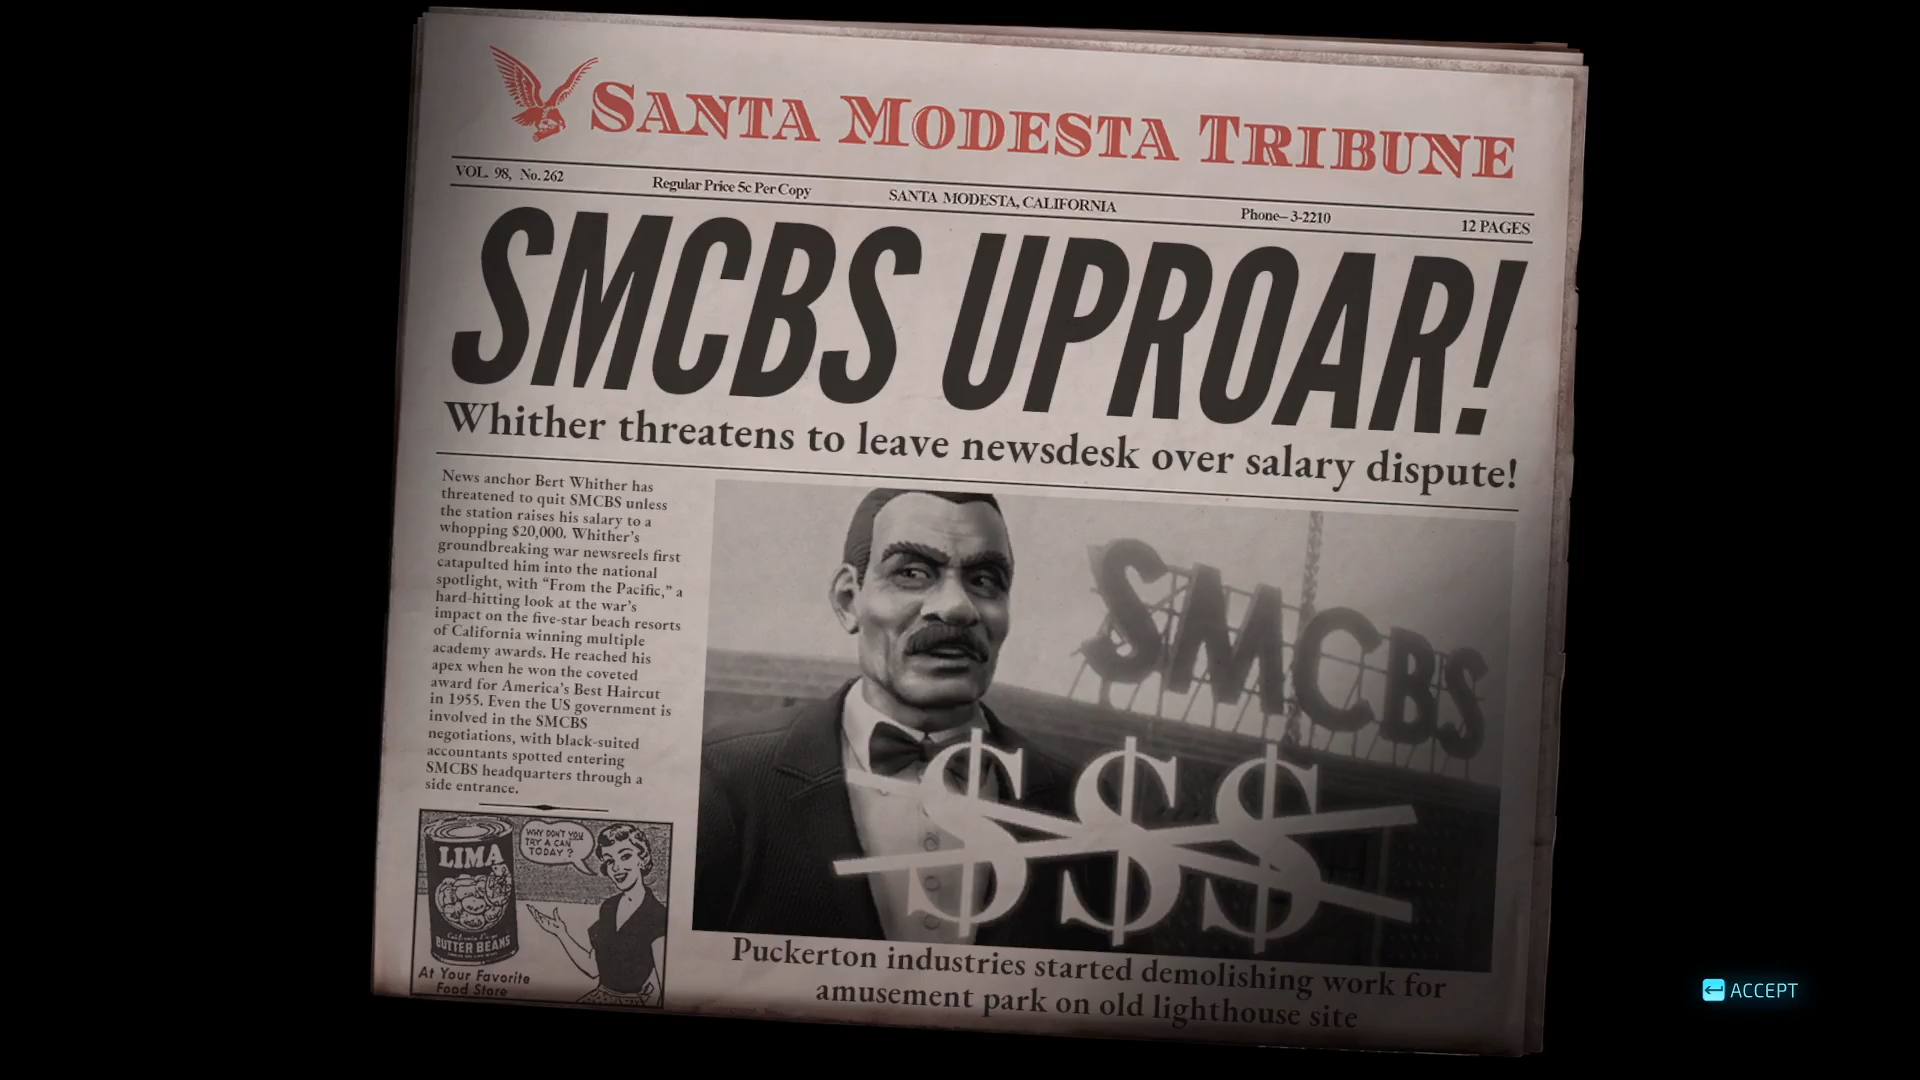 SANTA MODESTA TRIBUNE
VOL. 98, No. 262 Regular Price 5c Per Copy SANTA MODESTA, CALIFORNIA Phone– 3-2210 12 PAGES
SMCBS UPROAR!
Whither threatens to leave newsdesk over salary dispute!
News anchor Bert Whither has
threatened to quit SMCBS unless
the station raises his salary to a
whopping $20,000. Whither's
groundbreaking war newsreels first
catapulted him into the national
spotlight, with “From the Pacific,” a
hard-hitting look at the war's
impact on the five-star beach resorts
of California winning multiple
academy awards. He reached his
apex when he won the coveted
award for America's Best Haircut
in 1955. Even the US government is
involved in the SMCBS
negotiations, with black-suited
accountants spotted entering
SMCBS headquarters through a
side entrance.
SMCBS
$$$
LIMA
BUTTER BEANS
WHY DON'T YOU
TRY A CAN
TODAY?
At Your Favorite
Food Store
Puckerton industries started demolishing work for
amusement park on old lighthouse site
ACCEPT